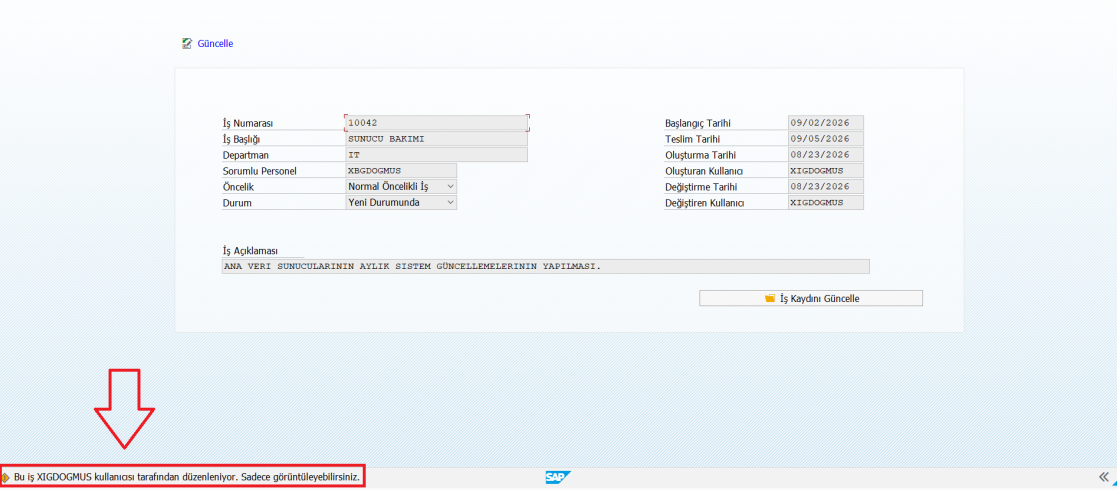 Güncelle
İş Numarası 10042 Başlangıç Tarihi 09/02/2026
İş Başlığı SUNUCU BAKIMI Teslim Tarihi 09/05/2026
Departman IT Oluşturma Tarihi 08/23/2026
Sorumlu Personel XBGDOGMUS Oluşturan Kullanıcı XIGDOGMUS
Öncelik Normal Öncelikli İş Değiştirme Tarihi 08/23/2026
Durum Yeni Durumunda Değiştiren Kullanıcı XIGDOGMUS
İş Açıklaması
ANA VERI SUNUCULARININ AYLIK SISTEM GÜNCELLEMELERININ YAPILMASI.
İş Kaydını Güncelle
Bu iş XIGDOGMUS kullanıcısı tarafından düzenleniyor. Sadece görüntüleyebilirsiniz. SAP